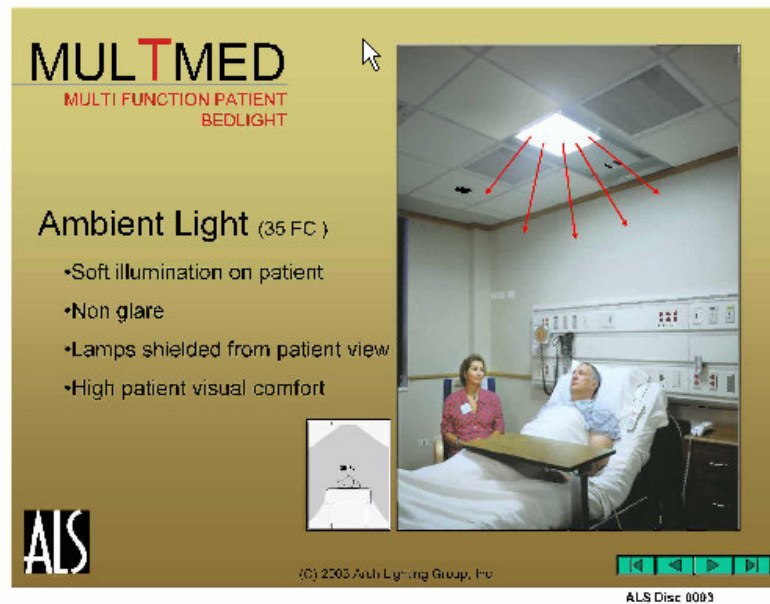 MULTMED
MULTI FUNCTION PATIENT
BEDLIGHT
Ambient Light (35 FC )
•Soft illumination on patient
•Non glare
•Lamps shielded from patient view
•High patient visual comfort
ALS
(C) 2003 Arch Lighting Group, Inc
ALS Disc 0003